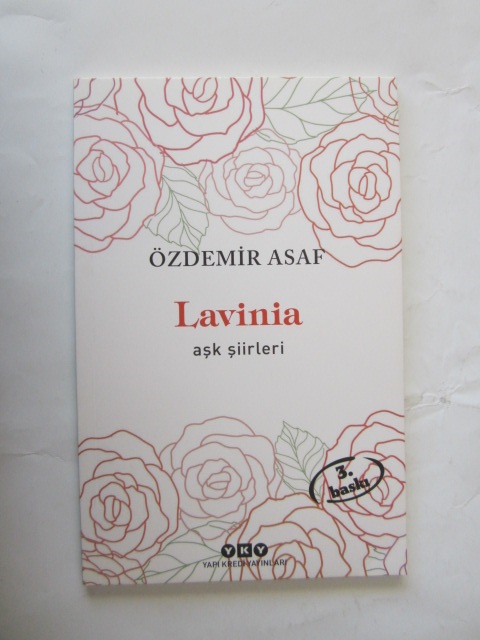 ÖZDEMİR ASAF
Lavinia
aşk şiirleri
3.
baskı
YKY
YAPI KREDİ YAYINLARI